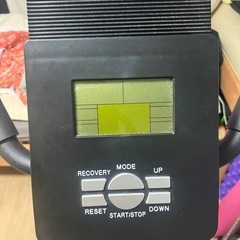 RECOVERY MODE UP
RESET START/STOP DOWN